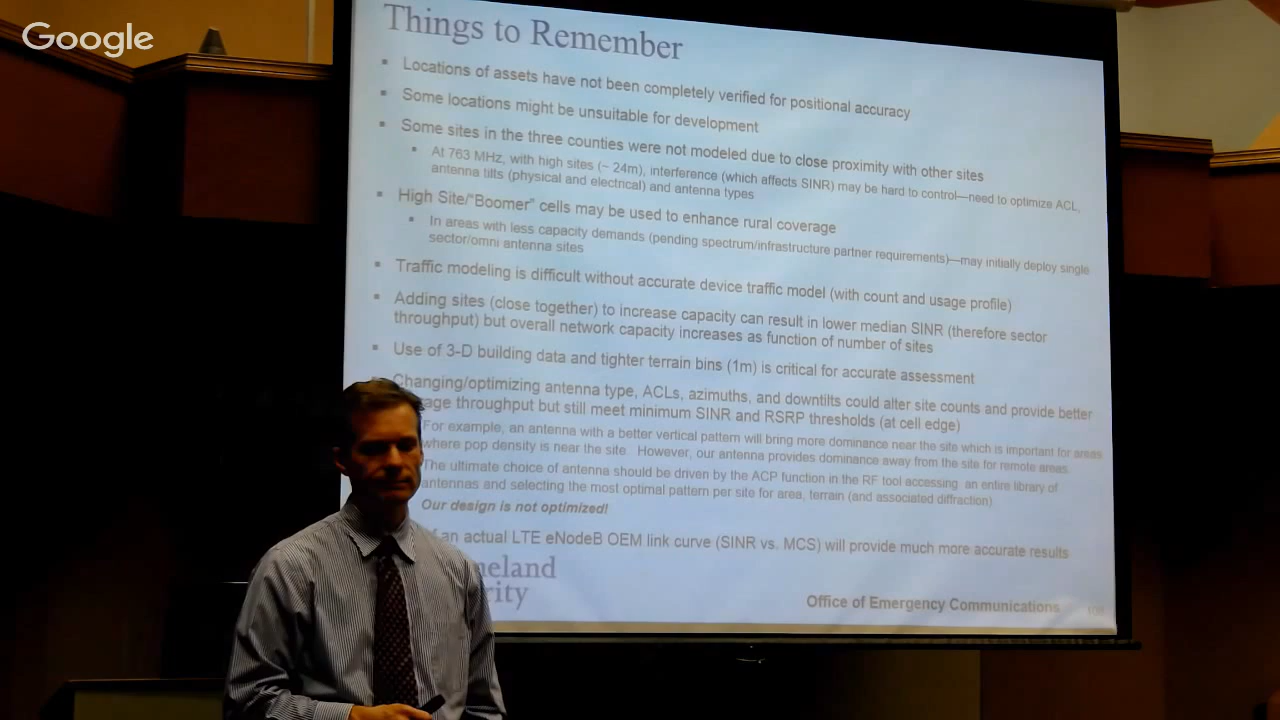 Google
Things to Remember
Locations of assets have not been completely verified for positional accuracy
Some locations might be unsuitable for development
Some sites in the three counties were not modeled due to close proximity with other sites
At 763 MHz, with high sites (~ 24m), interference (which affects SINR) may be hard to control—need to optimize ACL,
antenna tilts (physical and electrical) and antenna types
High Site/“Boomer” cells may be used to enhance rural coverage
In areas with less capacity demands (pending spectrum/infrastructure partner requirements)—may initially deploy single
sector/omni antenna sites
Traffic modeling is difficult without accurate device traffic model (with count and usage profile)
Adding sites (close together) to increase capacity can result in lower median SINR (therefore sector
throughput) but overall network capacity increases as function of number of sites
Use of 3-D building data and tighter terrain bins (1m) is critical for accurate assessment
Changing/optimizing antenna type, ACLs, azimuths, and downtilts could alter site counts and provide better
age throughput but still meet minimum SINR and RSRP thresholds (at cell edge)
For example, an antenna with a better vertical pattern will bring more dominance near the site which is important for areas
where pop density is near the site. However, our antenna provides dominance away from the site for remote areas.
The ultimate choice of antenna should be driven by the ACP function in the RF tool accessing an entire library of
antennas and selecting the most optimal pattern per site for area, terrain (and associated diffraction)
Our design is not optimized!
f an actual LTE eNodeB OEM link curve (SINR vs. MCS) will provide much more accurate results
neland
rity
Office of Emergency Communications